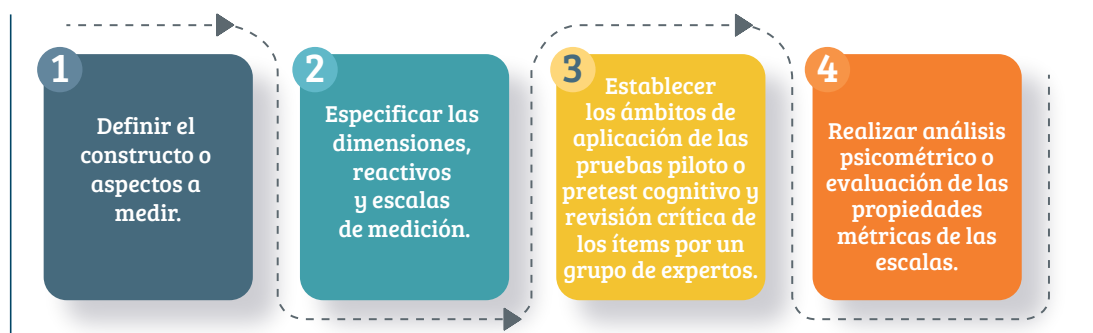 1
Definir el
constructo o
aspectos a
medir.
2
Especificar las
dimensiones,
reactivos
y escalas
de medición.
3
Establecer
los ámbitos de
aplicación de las
pruebas piloto o
pretest cognitivo y
revisión crítica de
los ítems por un
grupo de expertos.
4
Realizar análisis
psicométrico o
evaluación de las
propiedades
métricas de las
escalas.